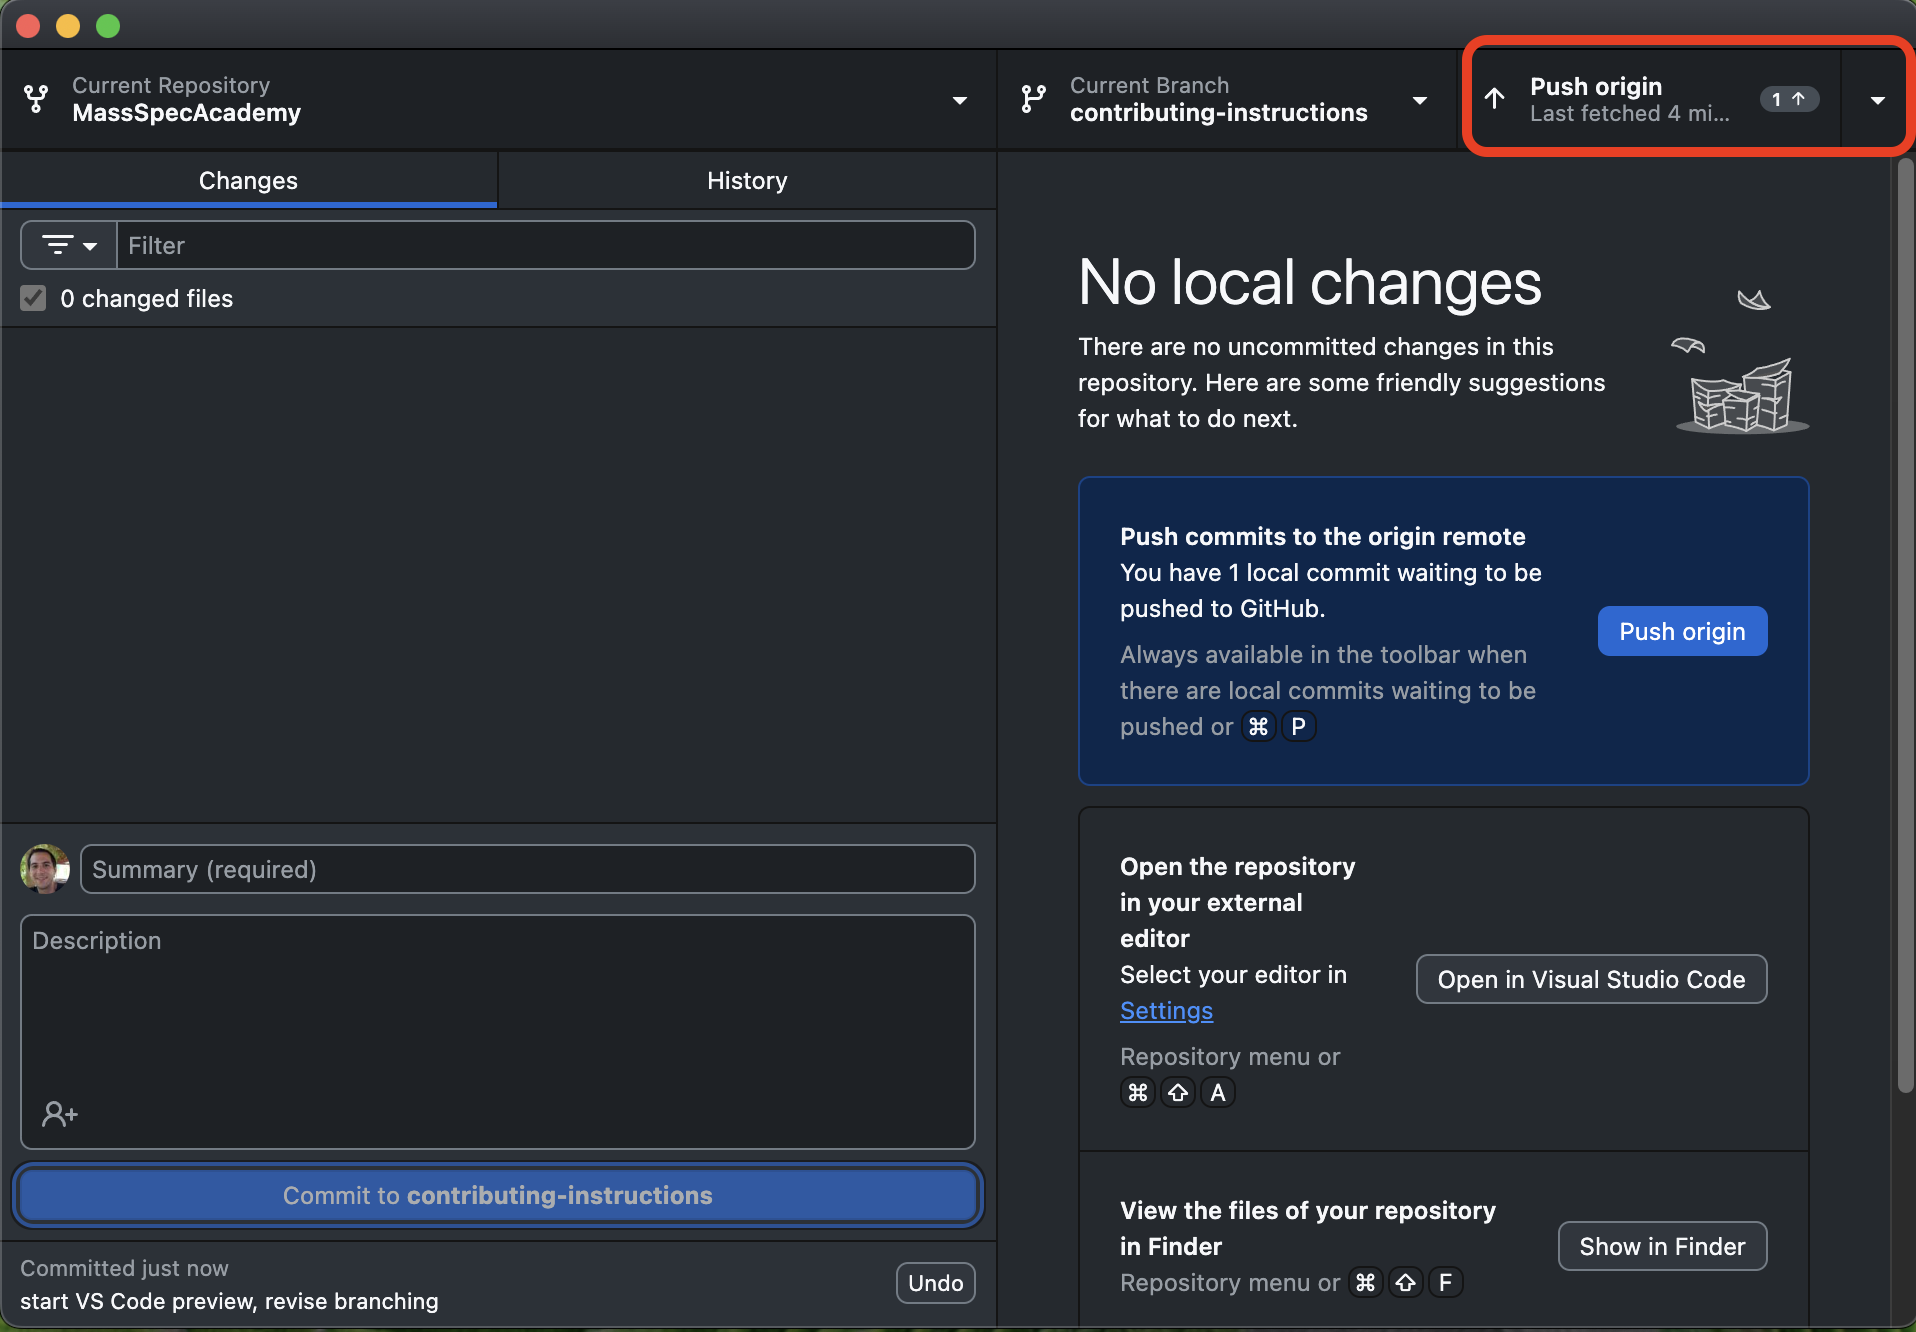 Current Repository
MassSpecAcademy
Current Branch
contributing-instructions
Push origin
Last fetched 4 mi...
1
Changes
History
Filter
0 changed files
No local changes
There are no uncommitted changes in this
repository. Here are some friendly suggestions
for what to do next.
Push commits to the origin remote
You have 1 local commit waiting to be
pushed to GitHub.
Push origin
Always available in the toolbar when
there are local commits waiting to be
pushed or ⌘ P
Open the repository
in your external
editor
Select your editor in
Settings
Open in Visual Studio Code
Repository menu or
⌘ ⇧ A
View the files of your repository
in Finder
Show in Finder
Repository menu or ⌘ ⇧ F
Summary (required)
Description
Commit to contributing-instructions
Committed just now
start VS Code preview, revise branching
Undo